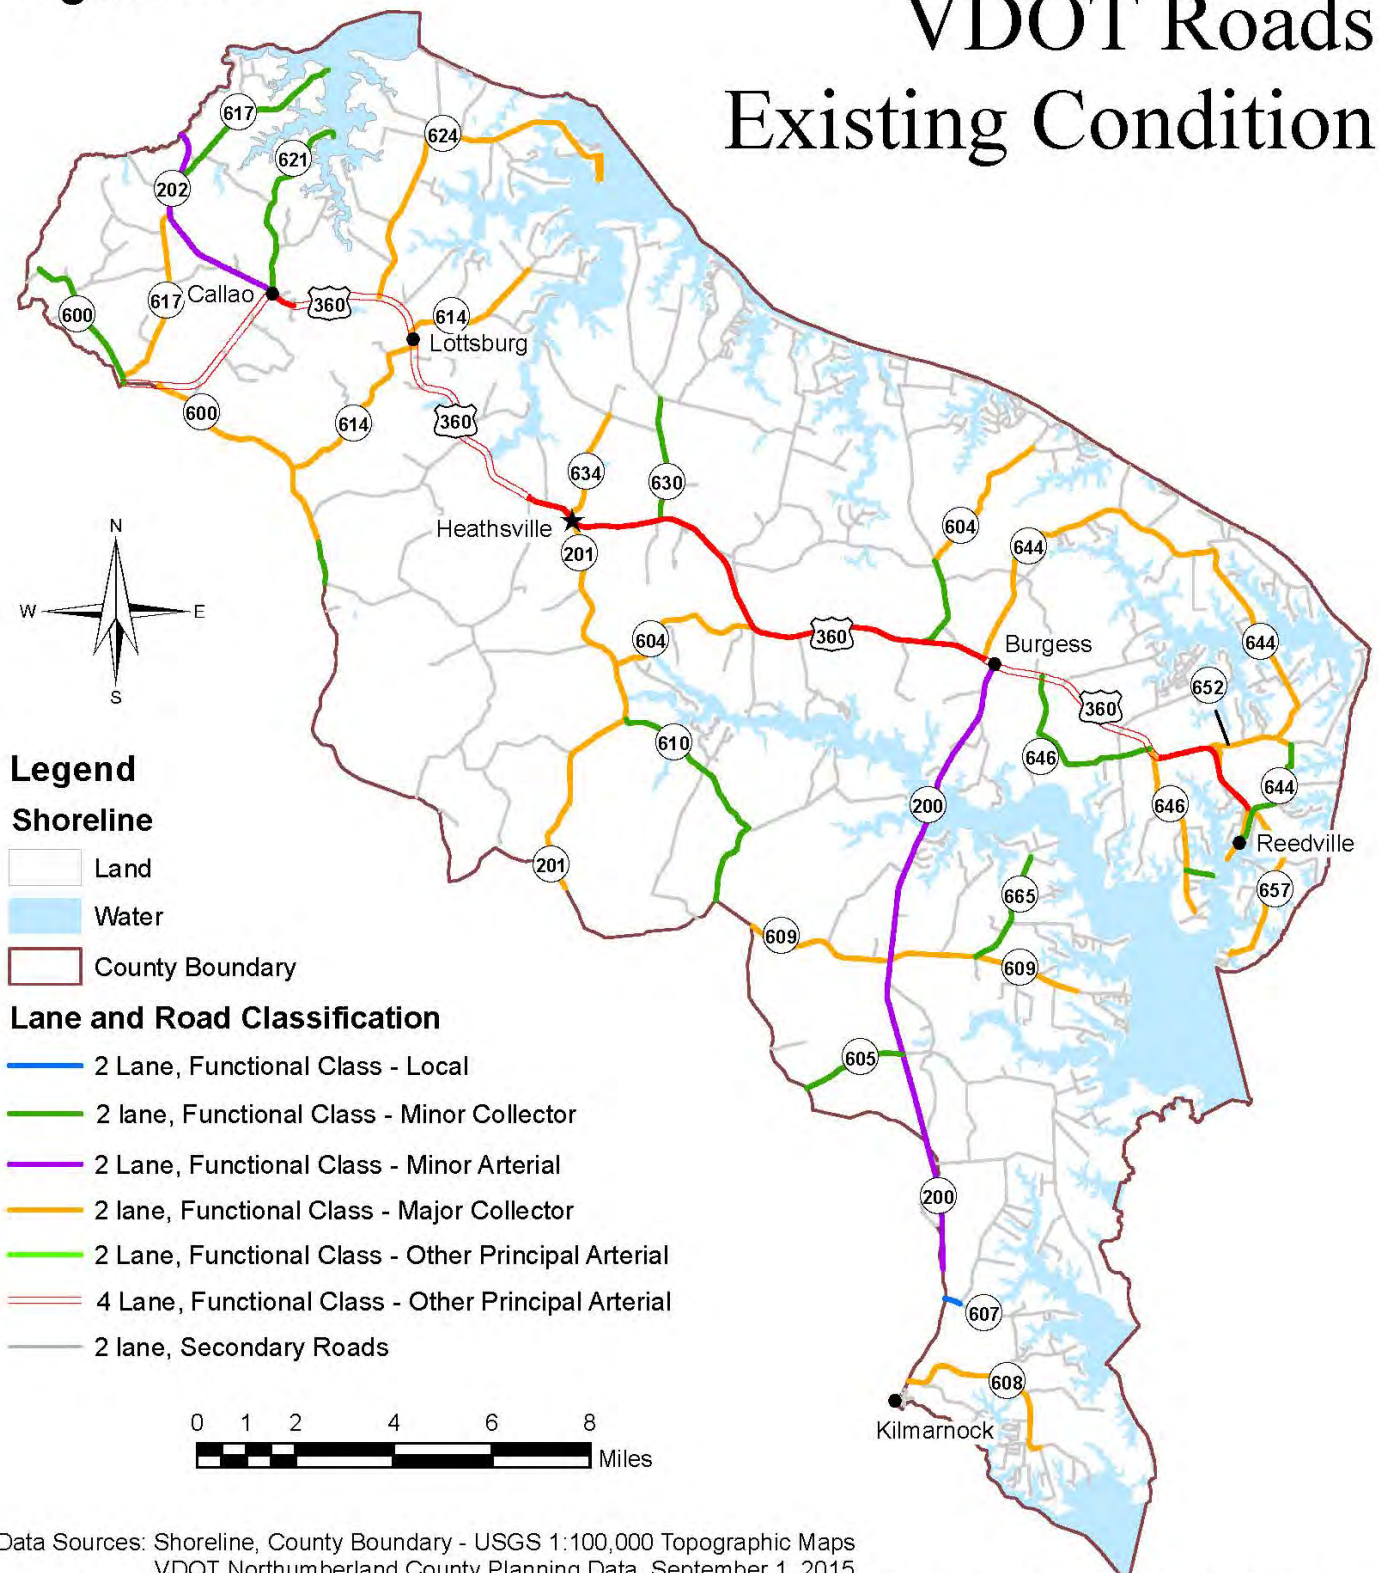 VDOT Roads
Existing Condition
617
624
621
202
600
617
Callao
360
614
Lottsburg
600
614
360
634
630
Heathsville
201
604
644
604
360
Burgess
644
652
360
610
646
200
646
644
Reedville
201
665
657
609
609
605
200
607
608
Kilmarnock
N
W
E
S
Legend
Shoreline
Land
Water
County Boundary
Lane and Road Classification
2 Lane, Functional Class - Local
2 lane, Functional Class - Minor Collector
2 Lane, Functional Class - Minor Arterial
2 lane, Functional Class - Major Collector
2 Lane, Functional Class - Other Principal Arterial
4 Lane, Functional Class - Other Principal Arterial
2 lane, Secondary Roads
0 1 2 4 6 8
Miles
Data Sources: Shoreline, County Boundary - USGS 1:100,000 Topographic Maps
VDOT Northumberland County Planning Data, September 1, 2015